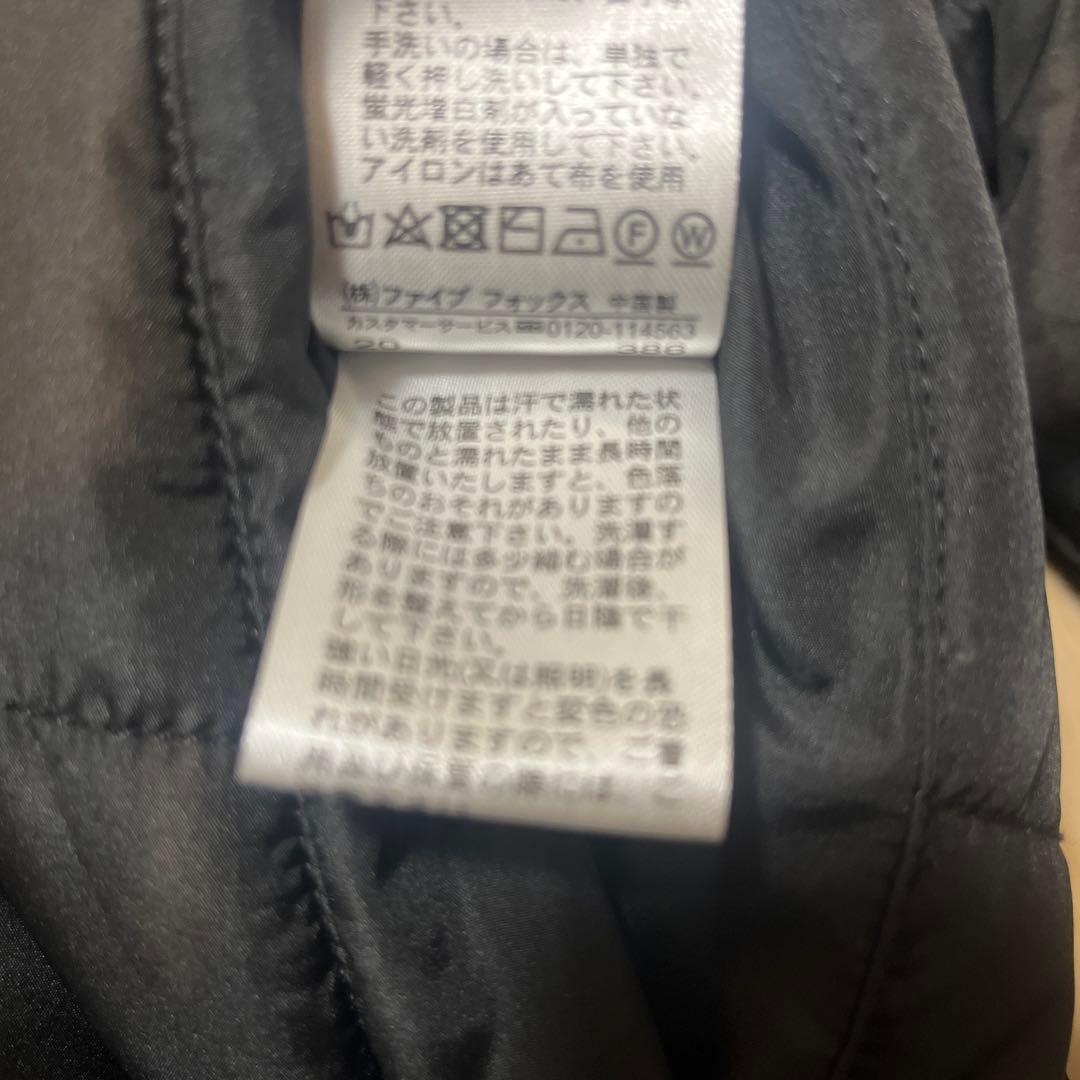 下さい。
手洗いの場合は、単独で
軽く押し洗いして下さい。
蛍光増白剤が入っていな
い洗剤を使用して下さい。
アイロンはあて布を使用
F W
(株)ファイブ フォックス 中国製
カスタマーサービス 0120-114563
20 386
この製品は汗で濡れた状
態で放置されたり、他の
ものと濡れたまま長時間
放置いたしますと、色落
ちのおそれがありますの
でご注意下さい。洗濯す
る際には多少縮む場合が
ありますので、洗濯後、
形を整えてから日陰で干
して下さい。
強い日光(又は照明)を長
時間受けますと変色の恐
れがありますので、ご着